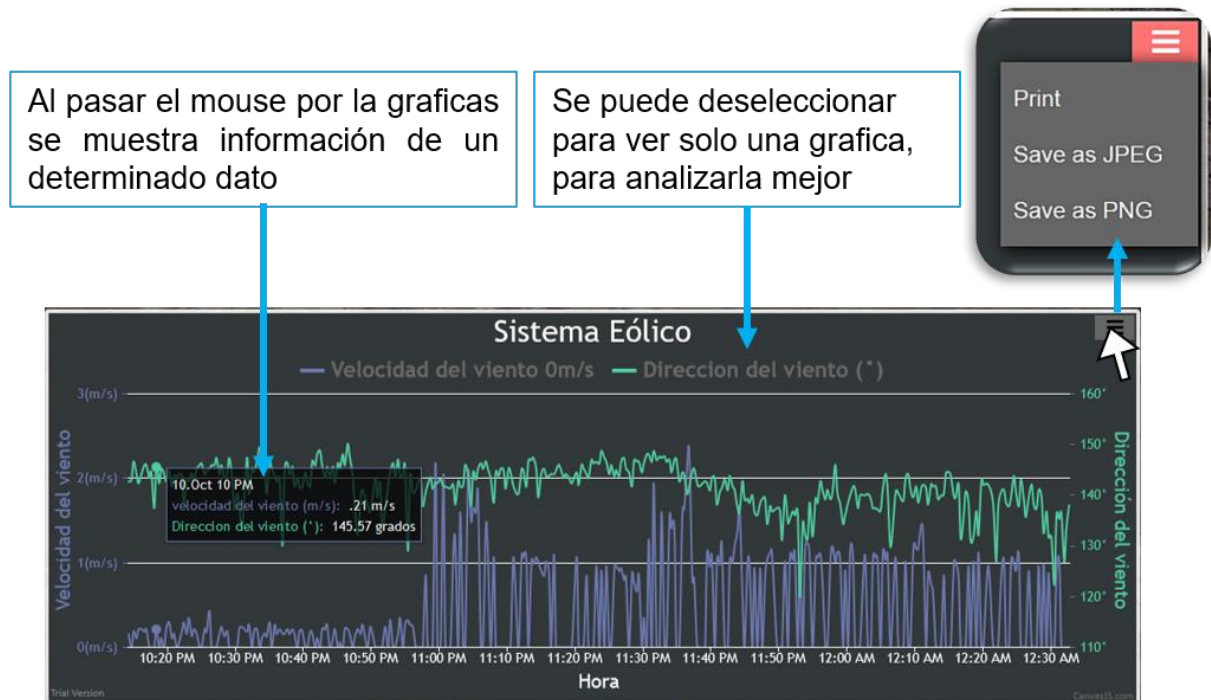 Print
Save as JPEG
Save as PNG
Al pasar el mouse por la graficas
se muestra información de un
determinado dato
Se puede deseleccionar
para ver solo una grafica,
para analizarla mejor
Sistema Eólico
Velocidad del viento 0m/s Direccion del viento (°)
3(m/s)
2(m/s)
1(m/s)
0(m/s)
Velocidad del viento
10.Oct 10 PM
velocidad del viento (m/s): .21 m/s
Direccion del viento (°): 145.57 grados
160°
150°
140°
130°
120°
110°
Dirección del viento
10:20 PM 10:30 PM 10:40 PM 10:50 PM 11:00 PM 11:10 PM 11:20 PM 11:30 PM 11:40 PM 11:50 PM 12:00 AM 12:10 AM 12:20 AM 12:30 AM
Hora
Trial Version
CanvasJS.com